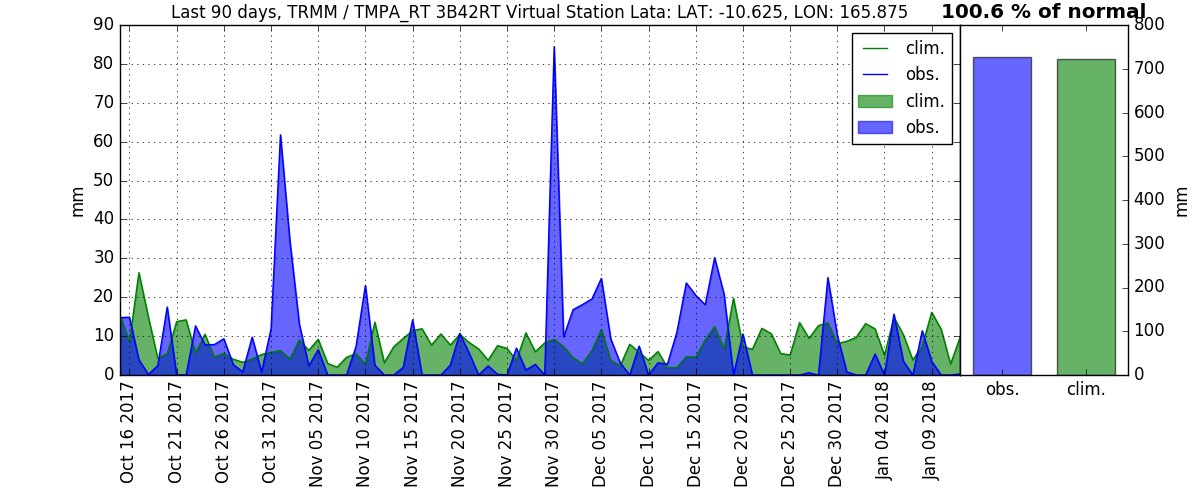 Last 90 days, TRMM / TMPA_RT 3B42RT Virtual Station Lata: LAT: -10.625, LON: 165.875
100.6 % of normal
90
80
70
60
50
40
30
20
10
0
mm
clim.
obs.
clim.
obs.
800
700
600
500
400
300
200
100
0
mm
Oct 16 2017
Oct 21 2017
Oct 26 2017
Oct 31 2017
Nov 05 2017
Nov 10 2017
Nov 15 2017
Nov 20 2017
Nov 25 2017
Nov 30 2017
Dec 05 2017
Dec 10 2017
Dec 15 2017
Dec 20 2017
Dec 25 2017
Dec 30 2017
Jan 04 2018
Jan 09 2018
obs.
clim.